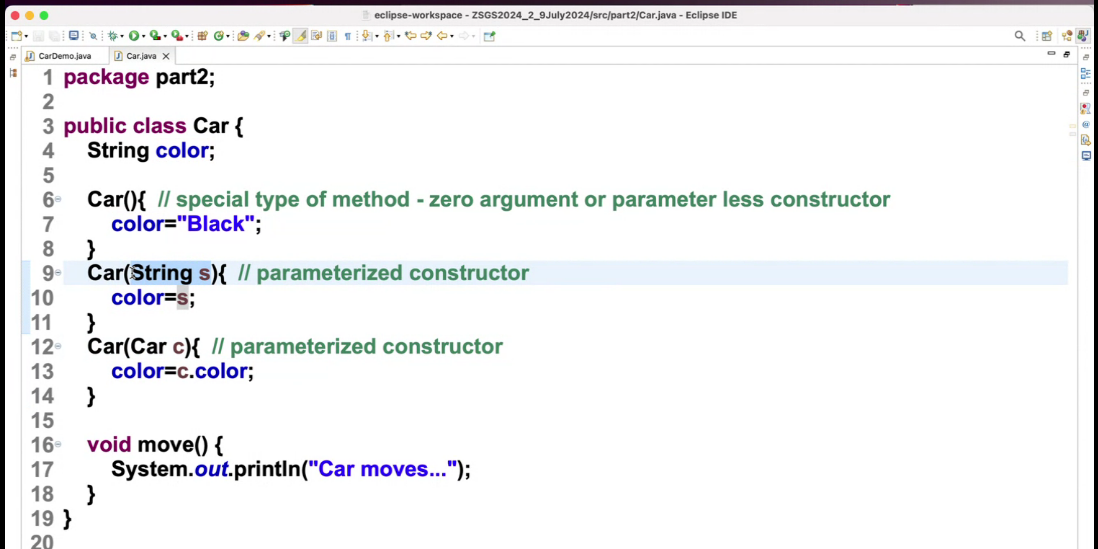 eclipse-workspace - ZSGS2024_2_9July2024/src/part2/Car.java - Eclipse IDE
CarDemo.java
Car.java
1 package part2;
2
3 public class Car {
4 String color;
5
6 Car(){ // special type of method - zero argument or parameter less constructor
7 color="Black";
8 }
9 Car(String s){ // parameterized constructor
10 color=s;
11 }
12 Car(Car c){ // parameterized constructor
13 color=c.color;
14 }
15
16 void move() {
17 System.out.println("Car moves...");
18 }
19 }
20